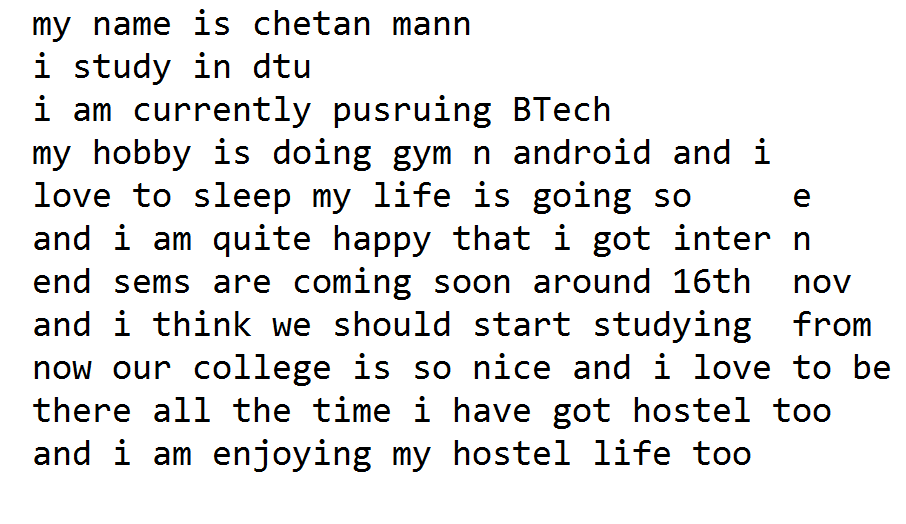 my name is chetan mann
i study in dtu
i am currently pusruing BTech
my hobby is doing gym n android and i
love to sleep my life is going so e
and i am quite happy that i got inter n
end sems are coming soon around 16th nov
and i think we should start studying from
now our college is so nice and i love to be
there all the time i have got hostel too
and i am enjoying my hostel life too